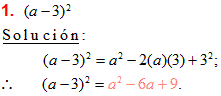 1. (a−3)²
Solución:
(a−3)² = a² − 2(a)(3) + 3²;
∴ (a−3)² = a² − 6a + 9.